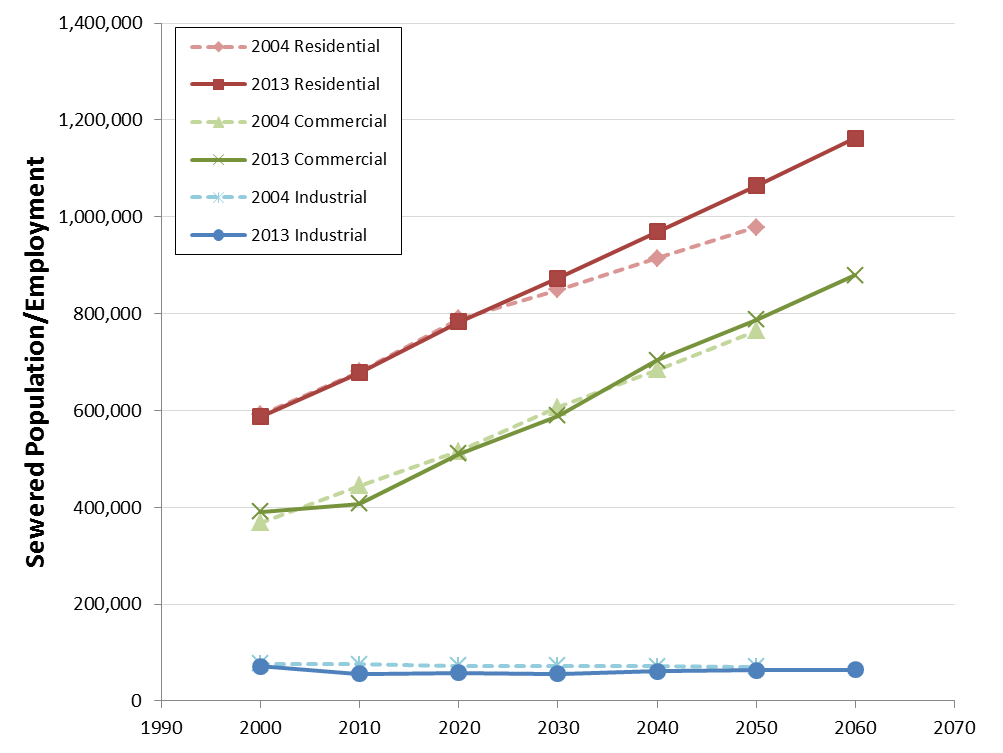 1,400,000
1,200,000
1,000,000
800,000
600,000
400,000
200,000
0
Sewered Population/Employment
2004 Residential
2013 Residential
2004 Commercial
2013 Commercial
2004 Industrial
2013 Industrial
1990 2000 2010 2020 2030 2040 2050 2060 2070